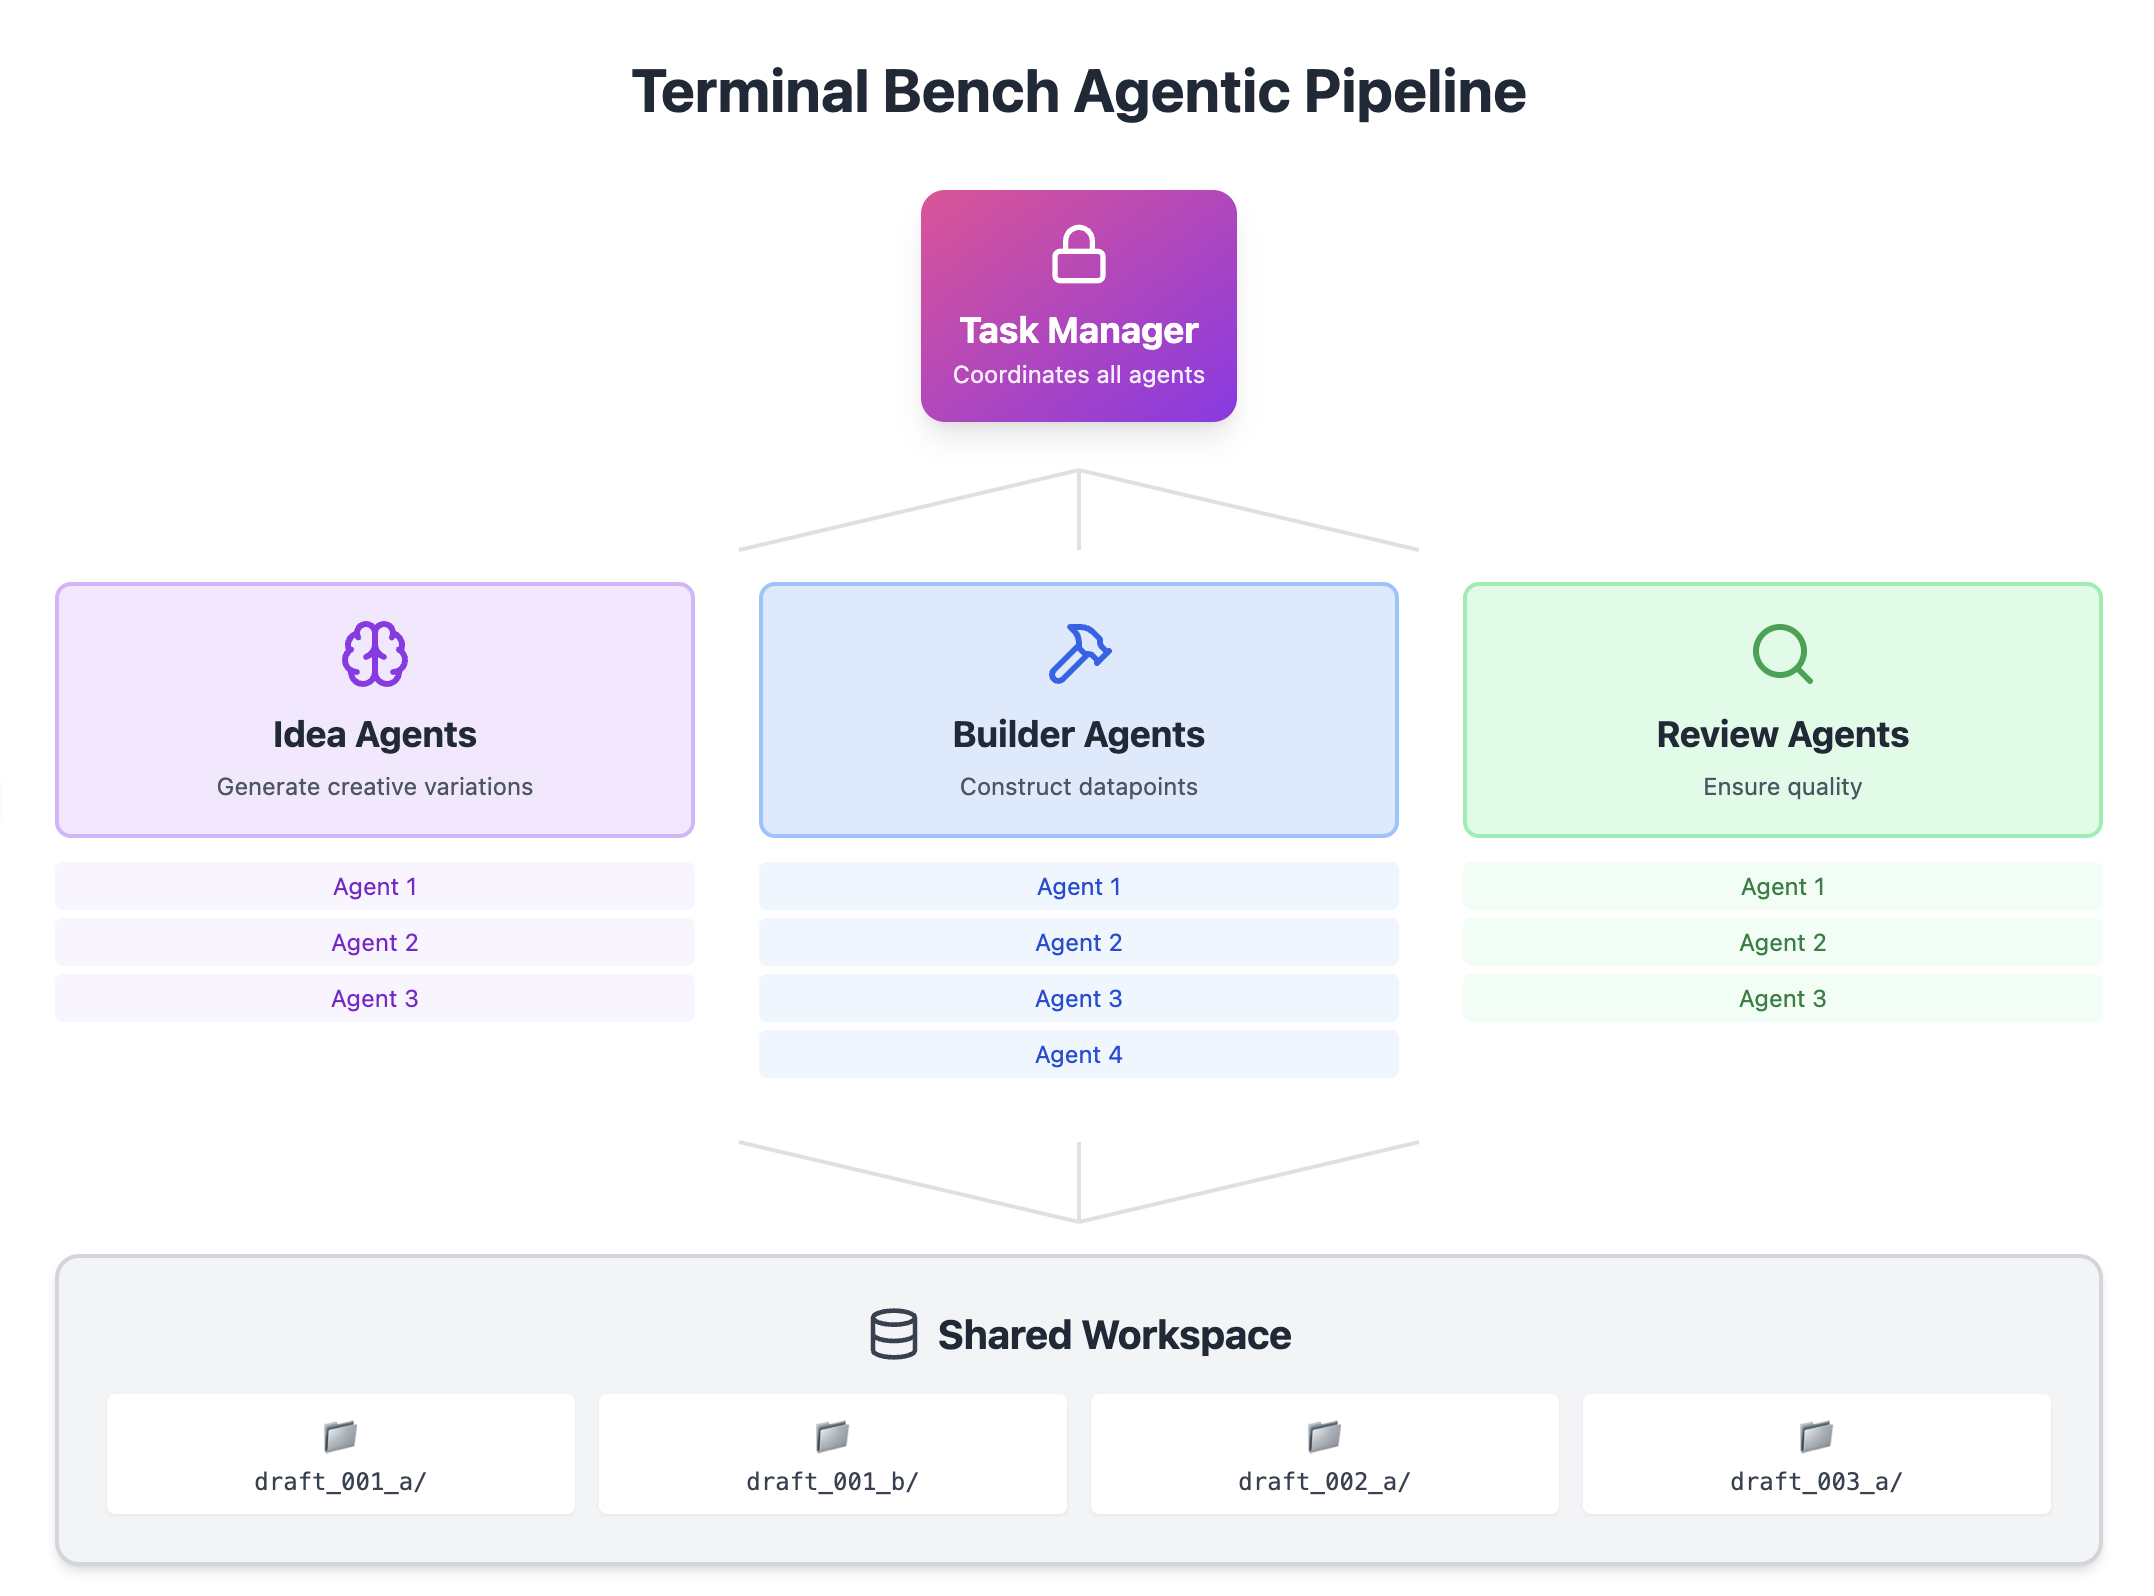 Terminal Bench Agentic Pipeline
Task Manager
Coordinates all agents
Idea Agents
Generate creative variations
Agent 1
Agent 2
Agent 3
Builder Agents
Construct datapoints
Agent 1
Agent 2
Agent 3
Agent 4
Review Agents
Ensure quality
Agent 1
Agent 2
Agent 3
Shared Workspace
draft_001_a/
draft_001_b/
draft_002_a/
draft_003_a/